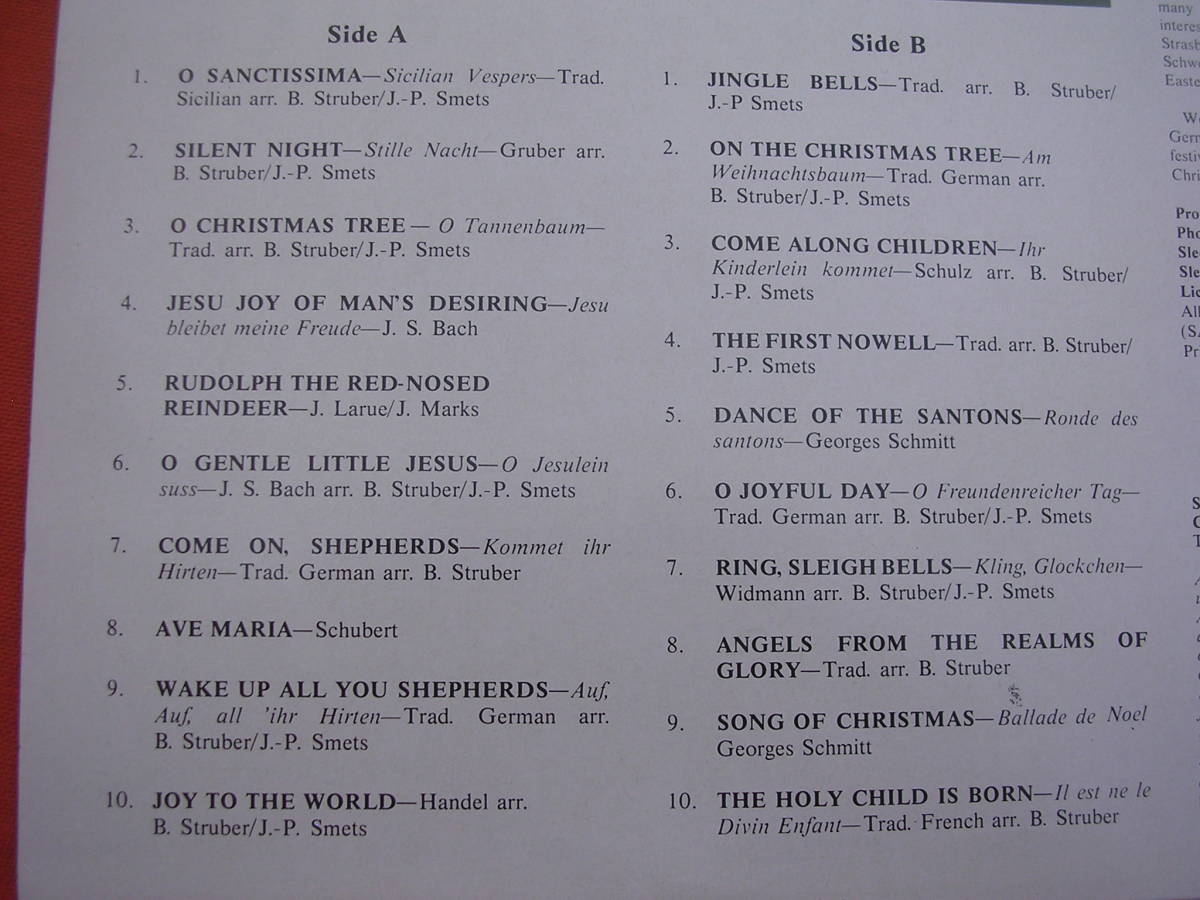 Side A
1. O SANCTISSIMA—Sicilian Vespers—Trad.
Sicilian arr. B. Struber/J.-P. Smets
2. SILENT NIGHT—Stille Nacht—Gruber arr.
B. Struber/J.-P. Smets
3. O CHRISTMAS TREE — O Tannenbaum—
Trad. arr. B. Struber/J.-P. Smets
4. JESU JOY OF MAN'S DESIRING—Jesu
bleibet meine Freude—J. S. Bach
5. RUDOLPH THE RED-NOSED
REINDEER—J. Larue/J. Marks
6. O GENTLE LITTLE JESUS—O Jesulein
suss—J. S. Bach arr. B. Struber/J.-P. Smets
7. COME ON, SHEPHERDS—Kommet ihr
Hirten—Trad. German arr. B. Struber
8. AVE MARIA—Schubert
9. WAKE UP ALL YOU SHEPHERDS—Auf,
Auf, all 'ihr Hirten—Trad. German arr.
B. Struber/J.-P. Smets
10. JOY TO THE WORLD—Handel arr.
B. Struber/J.-P. Smets
Side B
1. JINGLE BELLS—Trad. arr. B. Struber/
J.-P Smets
2. ON THE CHRISTMAS TREE—Am
Weihnachtsbaum—Trad. German arr.
B. Struber/J.-P. Smets
3. COME ALONG CHILDREN—Ihr
Kinderlein kommet—Schulz arr. B. Struber/
J.-P. Smets
4. THE FIRST NOWELL—Trad. arr. B. Struber/
J.-P. Smets
5. DANCE OF THE SANTONS—Ronde des
santons—Georges Schmitt
6. O JOYFUL DAY—O Freundenreicher Tag—
Trad. German arr. B. Struber/J.-P. Smets
7. RING, SLEIGH BELLS—Kling, Glockchen—
Widmann arr. B. Struber/J.-P. Smets
8. ANGELS FROM THE REALMS OF
GLORY—Trad. arr. B. Struber
9. SONG OF CHRISTMAS—Ballade de Noel
Georges Schmitt
10. THE HOLY CHILD IS BORN—Il est ne le
Divin Enfant—Trad. French arr. B. Struber
many